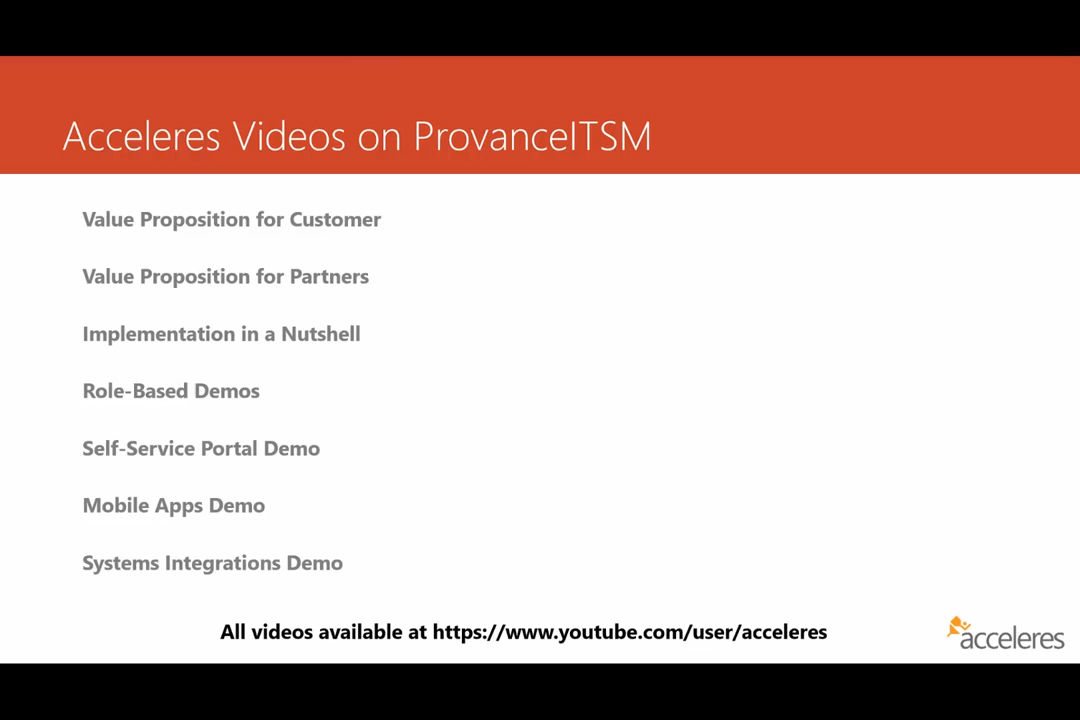 Acceleres Videos on ProvanceITSM
Value Proposition for Customer
Value Proposition for Partners
Implementation in a Nutshell
Role-Based Demos
Self-Service Portal Demo
Mobile Apps Demo
Systems Integrations Demo
All videos available at https://www.youtube.com/user/acceleres
acceleres